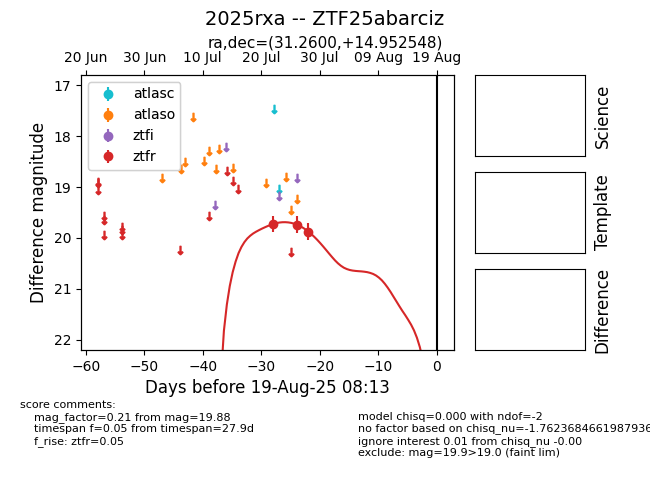 2025rxa -- ZTF25abarciz
ra,dec=(31.2600,+14.952548)
20 Jun 30 Jun 10 Jul 20 Jul 30 Jul 09 Aug 19 Aug
17
18
19
20
21
22
Difference magnitude
atlasc
atlaso
ztfi
ztfr
−60 −50 −40 −30 −20 −10 0
Days before 19-Aug-25 08:13
Science
Template
Difference
score comments:
mag_factor=0.21 from mag=19.88
timespan f=0.05 from timespan=27.9d
f_rise: ztfr=0.05
model chisq=0.000 with ndof=-2
no factor based on chisq_nu=-1.7623684661987936
ignore interest 0.01 from chisq_nu -0.00
exclude: mag=19.9>19.0 (faint lim)